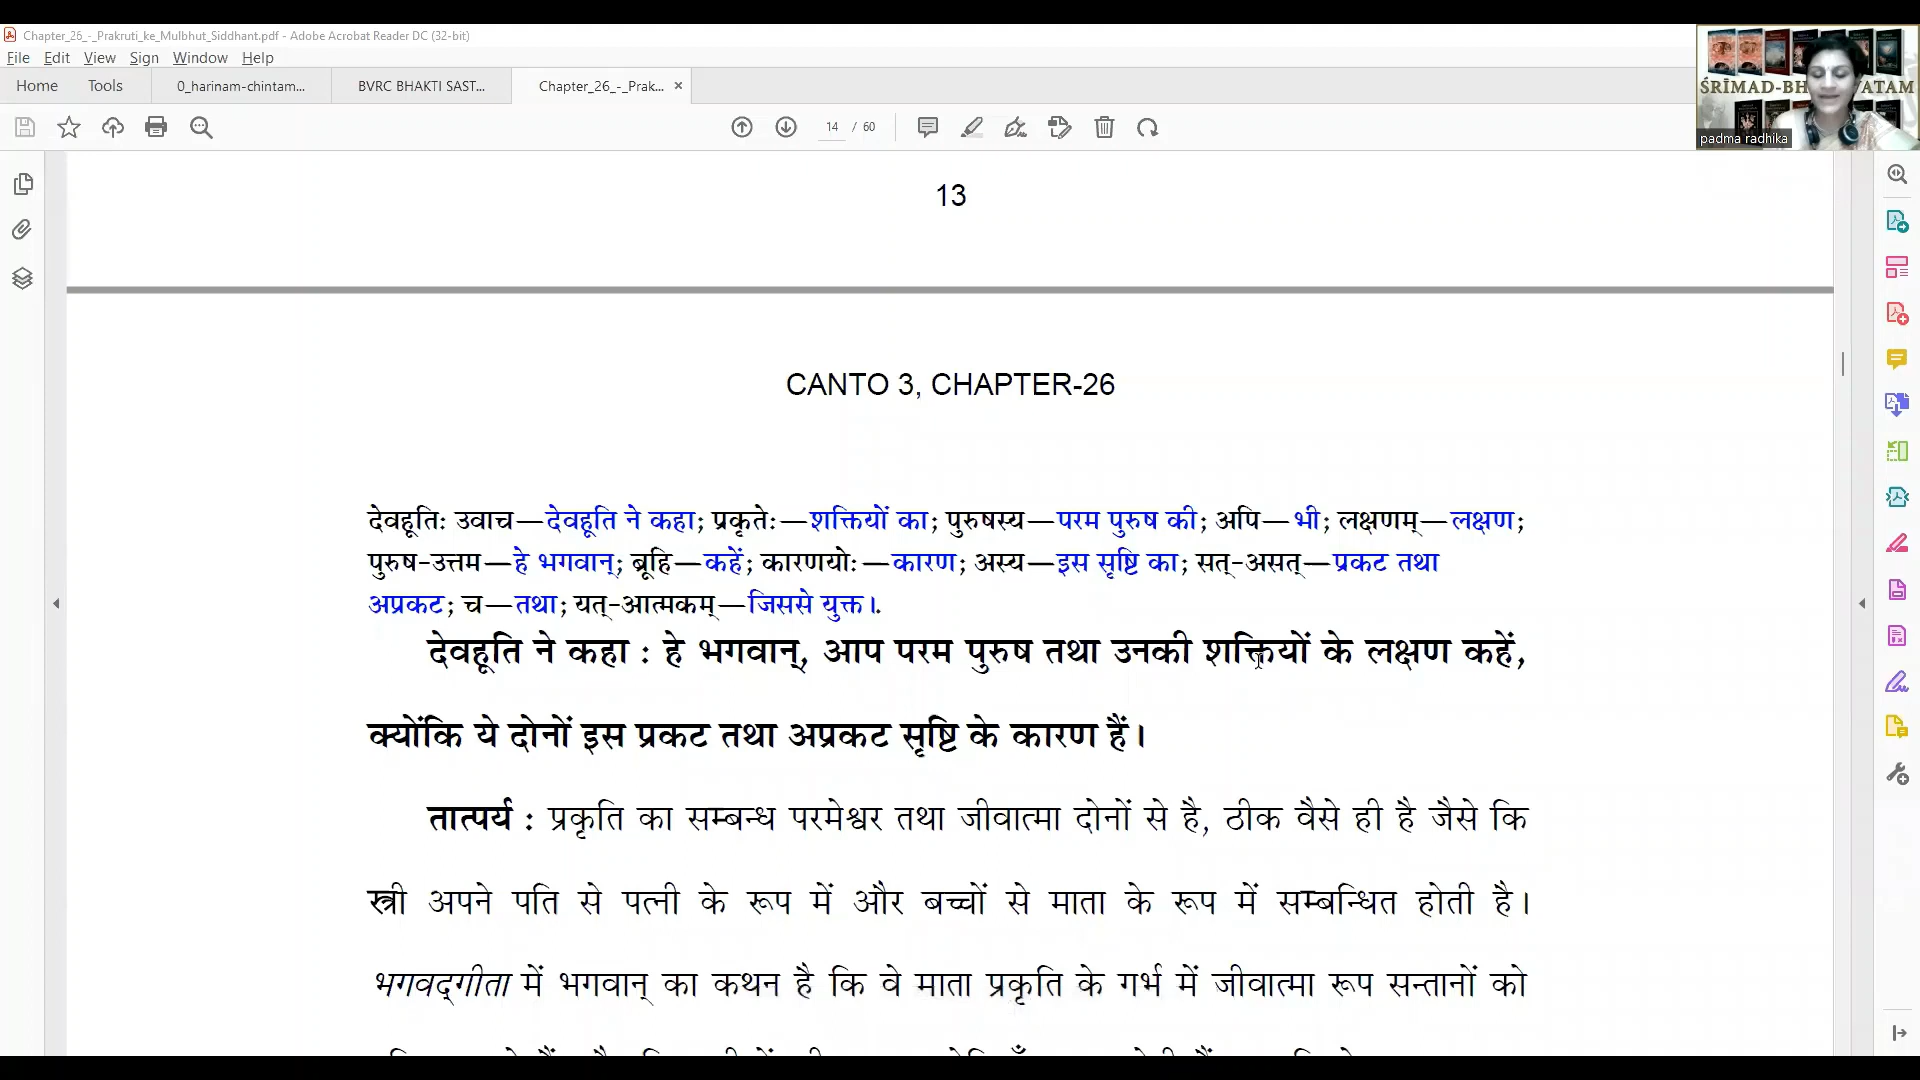 Chapter_26_-_Prakruti_ke_Mulbhut_Siddhant.pdf - Adobe Acrobat Reader DC (32-bit)
File Edit View Sign Window Help
Home Tools 0_harinam-chintam... BVRC BHAKTI SAST... Chapter_26_-_Prak... ×
14 / 60
ŚRĪMAD-BH ATAM
padma radhika
13
CANTO 3, CHAPTER-26
देवहूतिः उवाच—देवहूति ने कहा; प्रकृतेः—शक्तियों का; पुरुषस्य—परम पुरुष की; अपि—भी; लक्षणम्—लक्षण;
पुरुष-उत्तम—हे भगवान्; ब्रूहि—कहें; कारणयोः—कारण; अस्य—इस सृष्टि का; सत्-असत्—प्रकट तथा
अप्रकट; च—तथा; यत्-आत्मकम्—जिससे युक्त।.
देवहूति ने कहा : हे भगवान्, आप परम पुरुष तथा उनकी शक्तियों के लक्षण कहें,
क्योंकि ये दोनों इस प्रकट तथा अप्रकट सृष्टि के कारण हैं।
तात्पर्य : प्रकृति का सम्बन्ध परमेश्वर तथा जीवात्मा दोनों से है, ठीक वैसे ही है जैसे कि
स्त्री अपने पति से पत्नी के रूप में और बच्चों से माता के रूप में सम्बन्धित होती है।
भगवद्गीता में भगवान् का कथन है कि वे माता प्रकृति के गर्भ में जीवात्मा रूप सन्तानों को